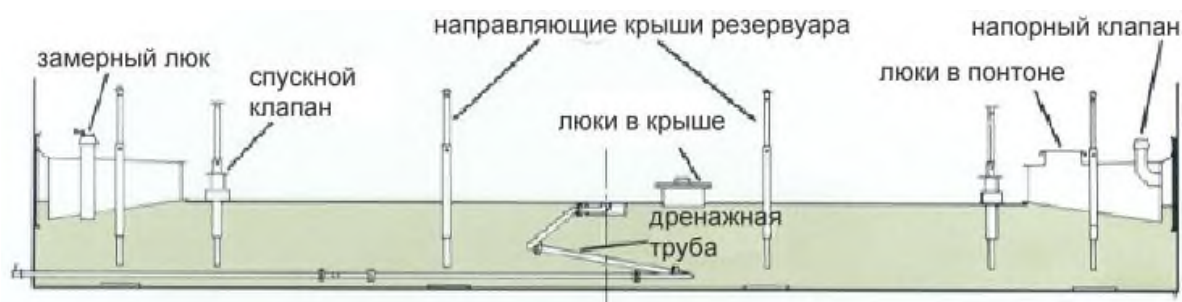 направляющие крыши резервуара
напорный клапан
замерный люк
спускной
клапан
люки в понтоне
люки в крыше
дренажная
труба